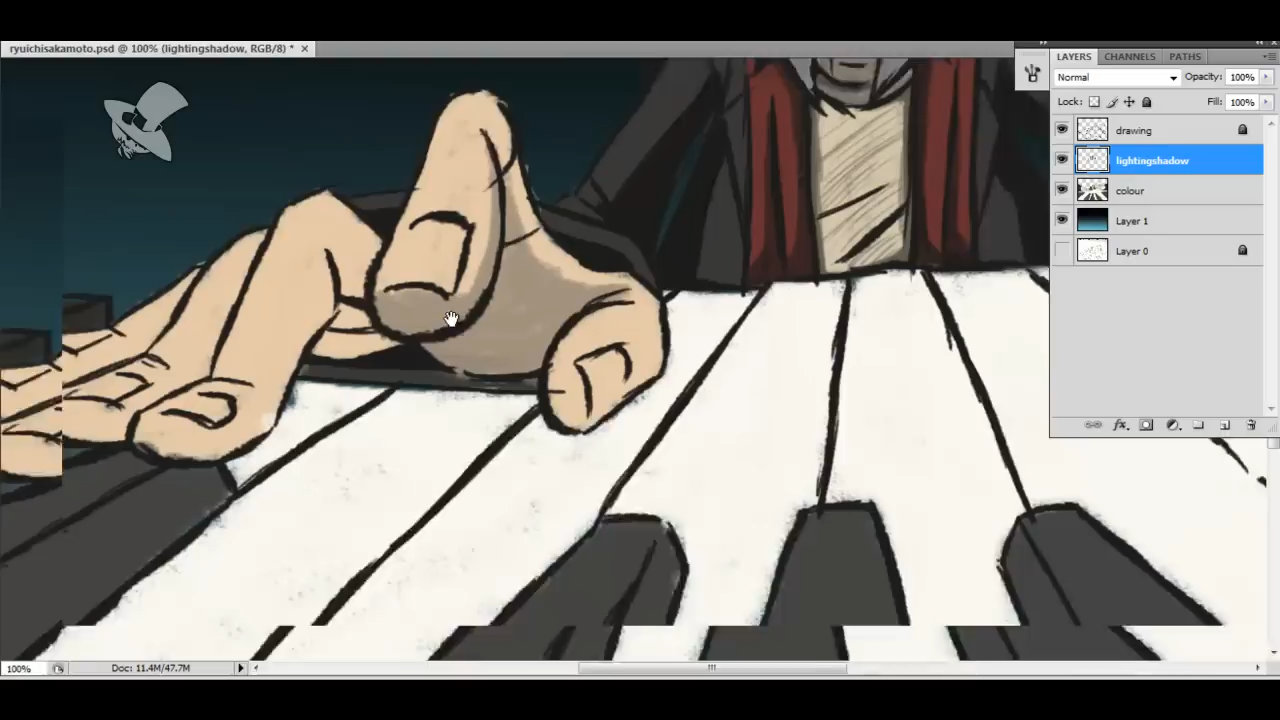 ryuichisakamoto.psd @ 100% (lightingshadow, RGB/8) *
LAYERS CHANNELS PATHS
Normal Opacity: 100%
Lock: Fill: 100%
drawing
lightingshadow
colour
Layer 1
Layer 0
fx
100% Doc: 11.4M/47.7M